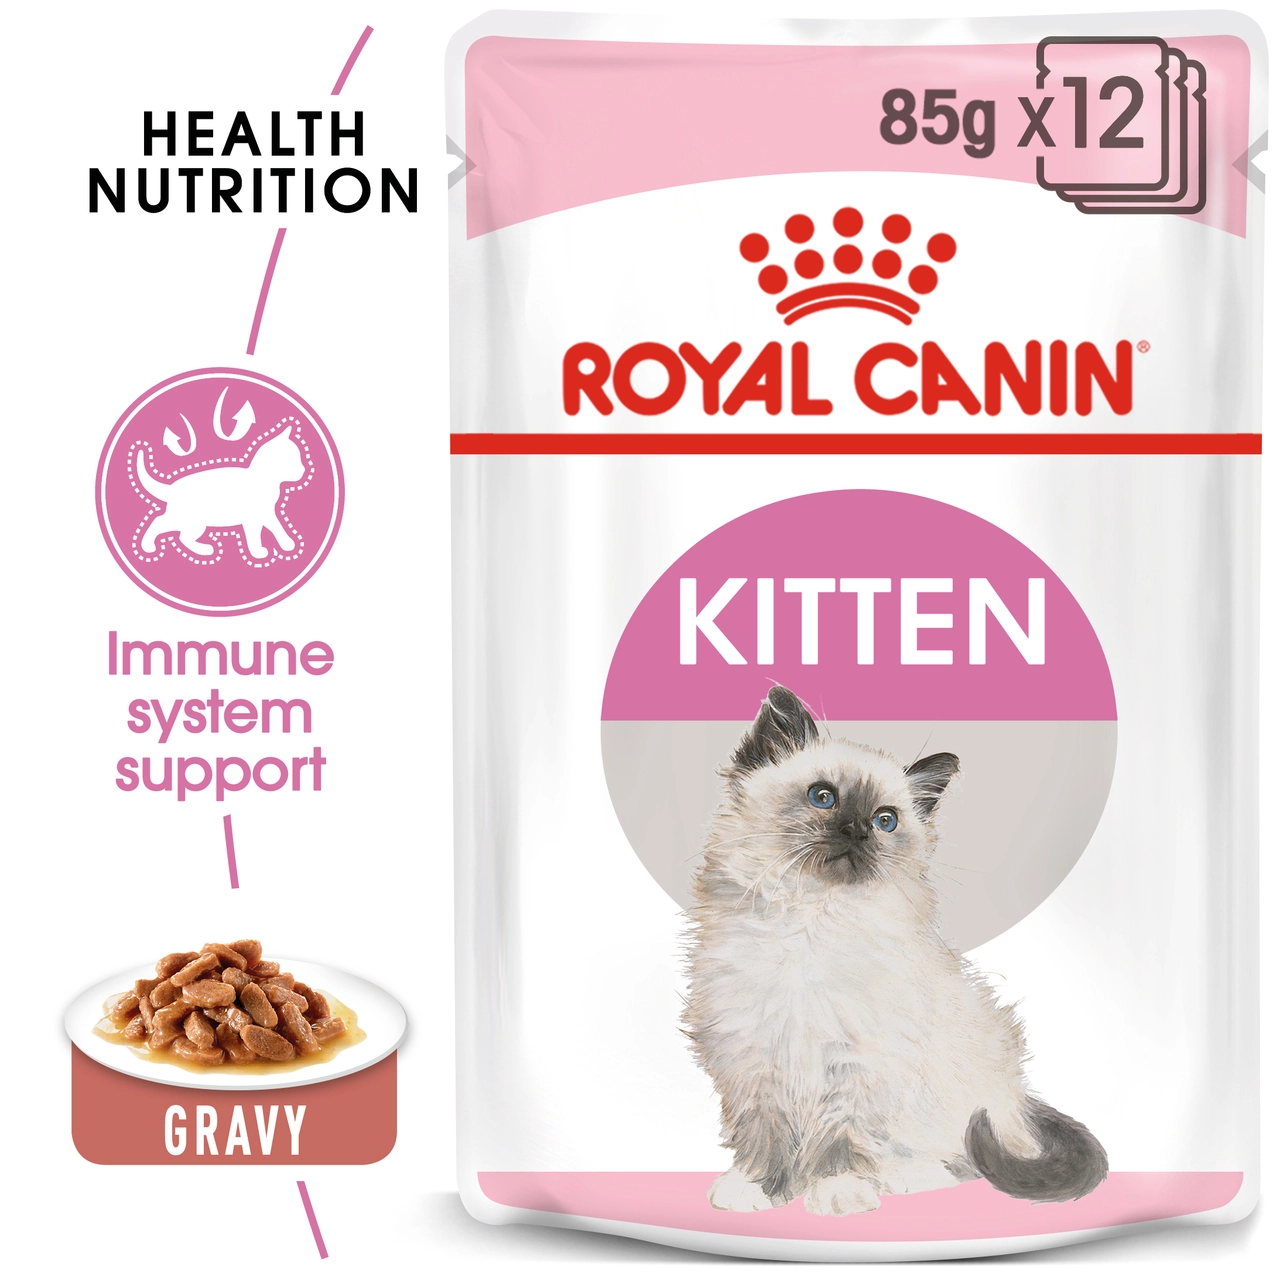 HEALTH
NUTRITION
Immune
system
support
GRAVY
85g x12
ROYAL CANIN®
KITTEN